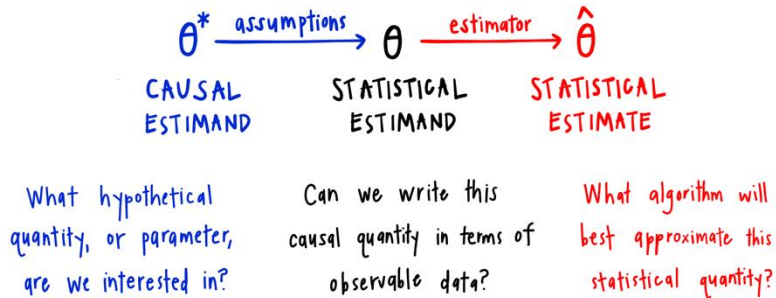 θ* assumptions θ estimator θ̂
CAUSAL ESTIMAND
STATISTICAL ESTIMAND
STATISTICAL ESTIMATE
What hypothetical
quantity, or parameter,
are we interested in?
Can we write this
causal quantity in terms of
observable data?
What algorithm will
best approximate this
statistical quantity?